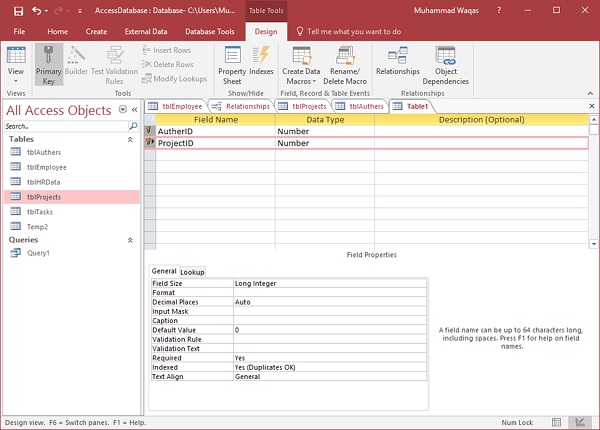 AccessDatabase : Database- C:\Users\Mu... Table Tools Muhammad Waqas
File Home Create External Data Database Tools Design Tell me what you want to do
View Primary Key Builder Test Validation Rules Insert Rows Delete Rows Modify Lookups Property Sheet Indexes Create Data Macros Rename/Delete Macro Relationships Object Dependencies
Views Tools Show/Hide Field, Record & Table Events Relationships
All Access Objects
Search...
Tables
tblAuthers
tblEmployee
tblHRData
tblProjects
tblTasks
Temp2
Queries
Query1
tblEmployee Relationships tblProjects tblAuthers Table1
Field Name Data Type Description (Optional)
AutherID Number
ProjectID Number
Field Properties
General Lookup
Field Size Long Integer
Format
Decimal Places Auto
Input Mask
Caption
Default Value 0
Validation Rule
Validation Text
Required Yes
Indexed Yes (Duplicates OK)
Text Align General
A field name can be up to 64 characters long,
including spaces. Press F1 for help on field
names.
Design view. F6 = Switch panes. F1 = Help. Num Lock